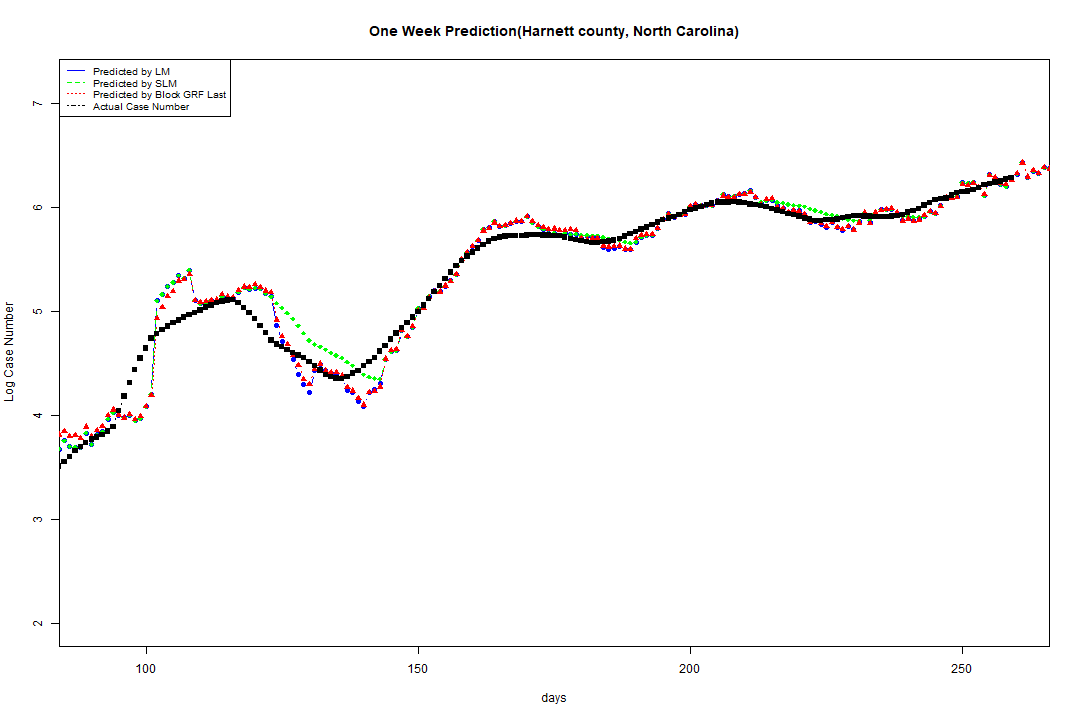 One Week Prediction(Harnett county, North Carolina)
Predicted by LM
Predicted by SLM
Predicted by Block GRF Last
Actual Case Number
7
6
5
4
3
2
Log Case Number
100 150 200 250
days